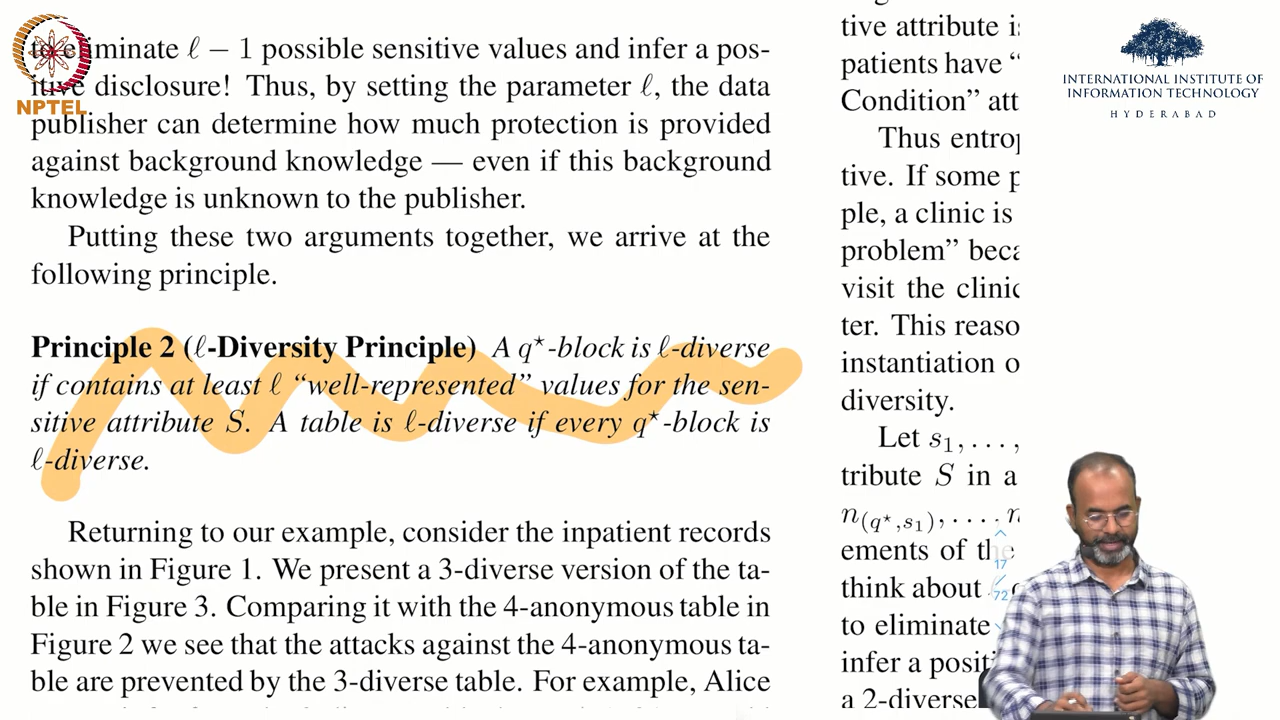 NPTEL
INTERNATIONAL INSTITUTE OF
INFORMATION TECHNOLOGY
HYDERABAD
eliminate ℓ − 1 possible sensitive values and infer a pos-
itive disclosure! Thus, by setting the parameter ℓ, the data
publisher can determine how much protection is provided
against background knowledge — even if this background
knowledge is unknown to the publisher.
Putting these two arguments together, we arrive at the
following principle.
Principle 2 (ℓ-Diversity Principle) A q⋆-block is ℓ-diverse
if contains at least ℓ “well-represented” values for the sen-
sitive attribute S. A table is ℓ-diverse if every q⋆-block is
ℓ-diverse.
Returning to our example, consider the inpatient records
shown in Figure 1. We present a 3-diverse version of the ta-
ble in Figure 3. Comparing it with the 4-anonymous table in
Figure 2 we see that the attacks against the 4-anonymous ta-
ble are prevented by the 3-diverse table. For example, Alice
tive attribute
patients have “
Condition” att
Thus
tive. If some
ple, a clinic is
problem”
visit the clinic
ter. This
instantiation
diversity.
Let s1, . . . ,
tribute S in a
n(q⋆,s1), . . . ,
ements of
17
think about
72
to eliminate
infer a
a 2-diverse